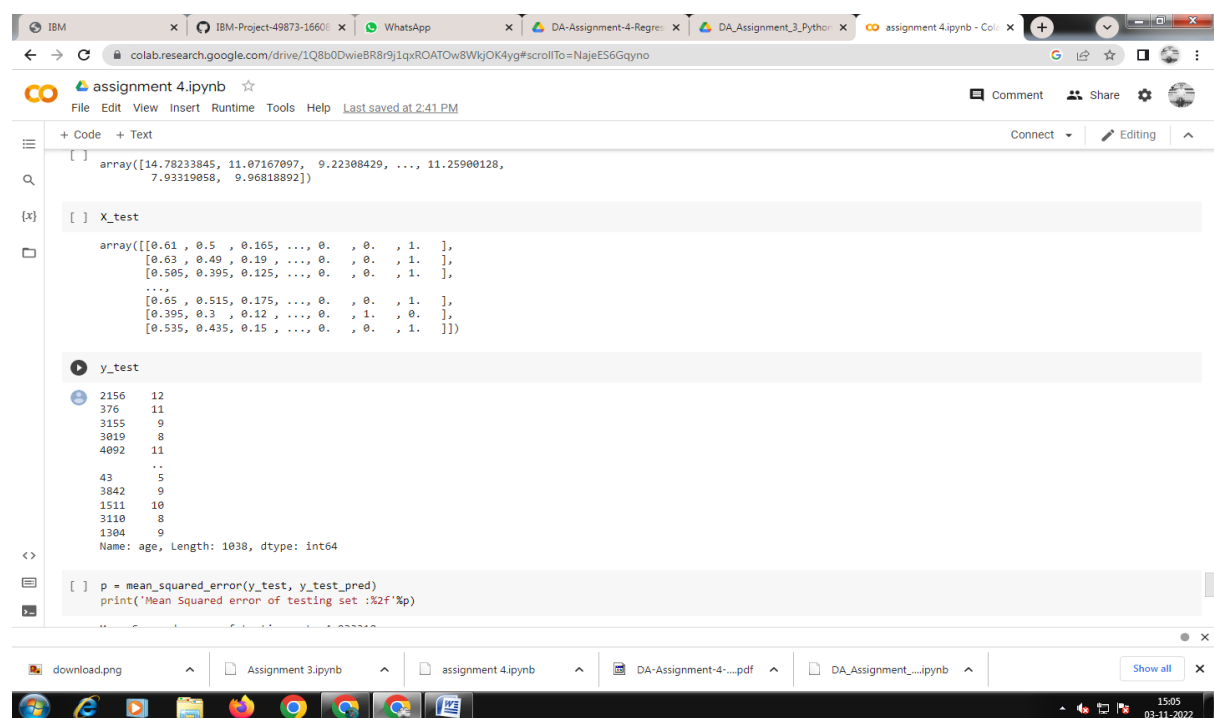 IBM
IBM-Project-49873-16608
WhatsApp
DA-Assignment-4-Regres
DA_Assignment_3_Python
assignment 4.ipynb - Cola
colab.research.google.com/drive/1Q8b0DwieBR8r9j1qxROATOw8WkjOK4yg#scrollTo=NajeES6Gqyno
assignment 4.ipynb
File Edit View Insert Runtime Tools Help Last saved at 2:41 PM
Comment Share
+ Code + Text
Connect Editing
[ ] array([14.78233845, 11.07167097, 9.22308429, ..., 11.25900128,
7.93319058, 9.96818892])
{x} [ ] X_test
array([[0.61 , 0.5 , 0.165, ..., 0. , 0. , 1. ],
[0.63 , 0.49 , 0.19 , ..., 0. , 0. , 1. ],
[0.505, 0.395, 0.125, ..., 0. , 0. , 1. ],
...,
[0.65 , 0.515, 0.175, ..., 0. , 0. , 1. ],
[0.395, 0.3 , 0.12 , ..., 0. , 1. , 0. ],
[0.535, 0.435, 0.15 , ..., 0. , 0. , 1. ]])
y_test
2156 12
376 11
3155 9
3019 8
4092 11
..
43 5
3842 9
1511 10
3110 8
1304 9
Name: age, Length: 1038, dtype: int64
[ ] p = mean_squared_error(y_test, y_test_pred)
print('Mean Squared error of testing set :%2f'%p)
download.png
Assignment 3.ipynb
assignment 4.ipynb
DA-Assignment-4-....pdf
DA_Assignment_....ipynb
Show all
15:05
03-11-2022